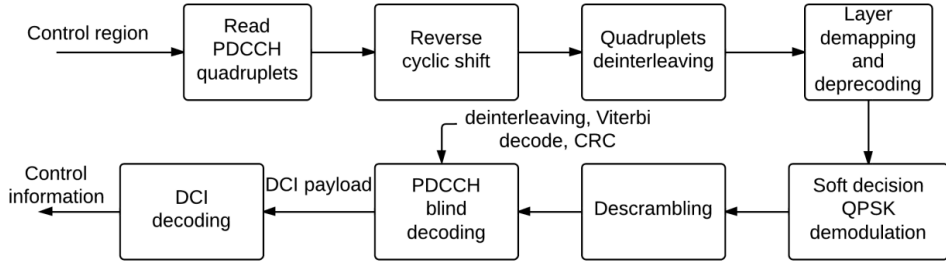 Control region
Read
PDCCH
quadruplets
Reverse
cyclic shift
Quadruplets
deinterleaving
Layer
demapping
and
deprecoding
deinterleaving, Viterbi
decode, CRC
Control
information
DCI
decoding
DCI payload
PDCCH
blind
decoding
Descrambling
Soft decision
QPSK
demodulation